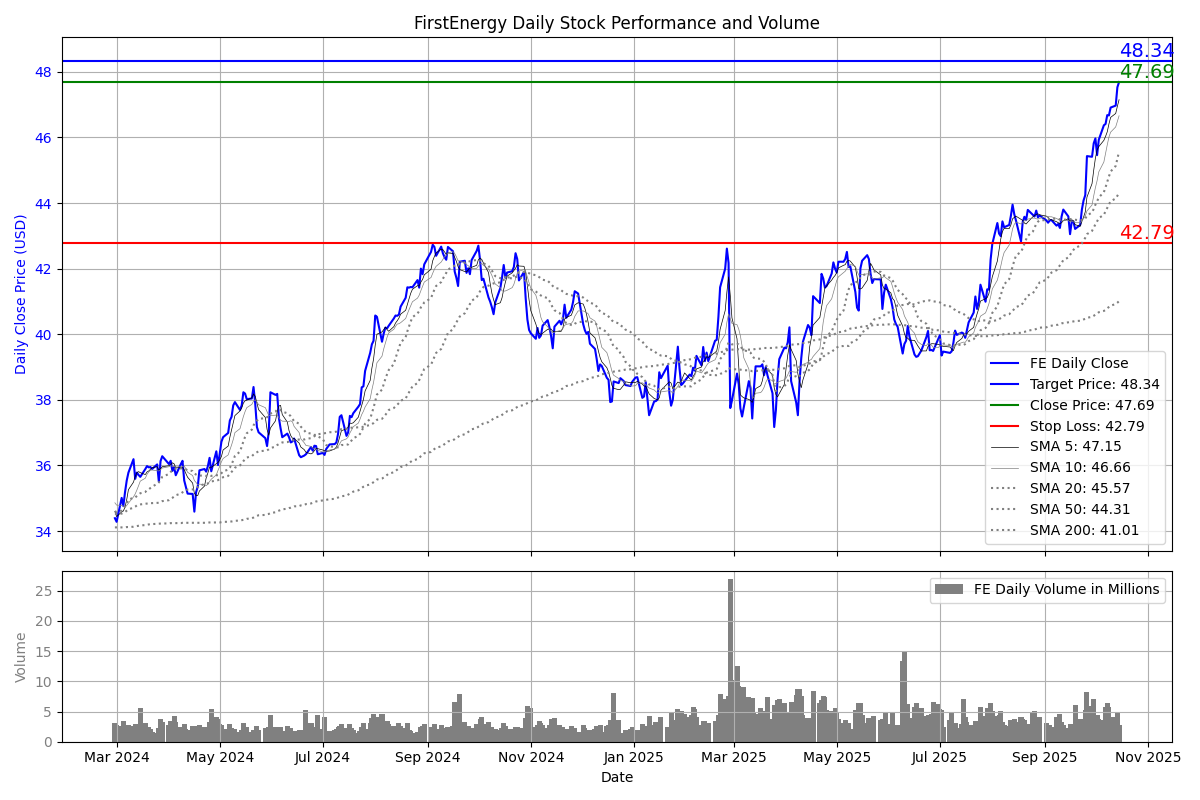 FirstEnergy Daily Stock Performance and Volume
48.34
47.69
42.79
Daily Close Price (USD)
48
46
44
42
40
38
36
34
FE Daily Close
Target Price: 48.34
Close Price: 47.69
Stop Loss: 42.79
SMA 5: 47.15
SMA 10: 46.66
SMA 20: 45.57
SMA 50: 44.31
SMA 200: 41.01
Volume
25
20
15
10
5
0
FE Daily Volume in Millions
Mar 2024 May 2024 Jul 2024 Sep 2024 Nov 2024 Jan 2025 Mar 2025 May 2025 Jul 2025 Sep 2025 Nov 2025
Date